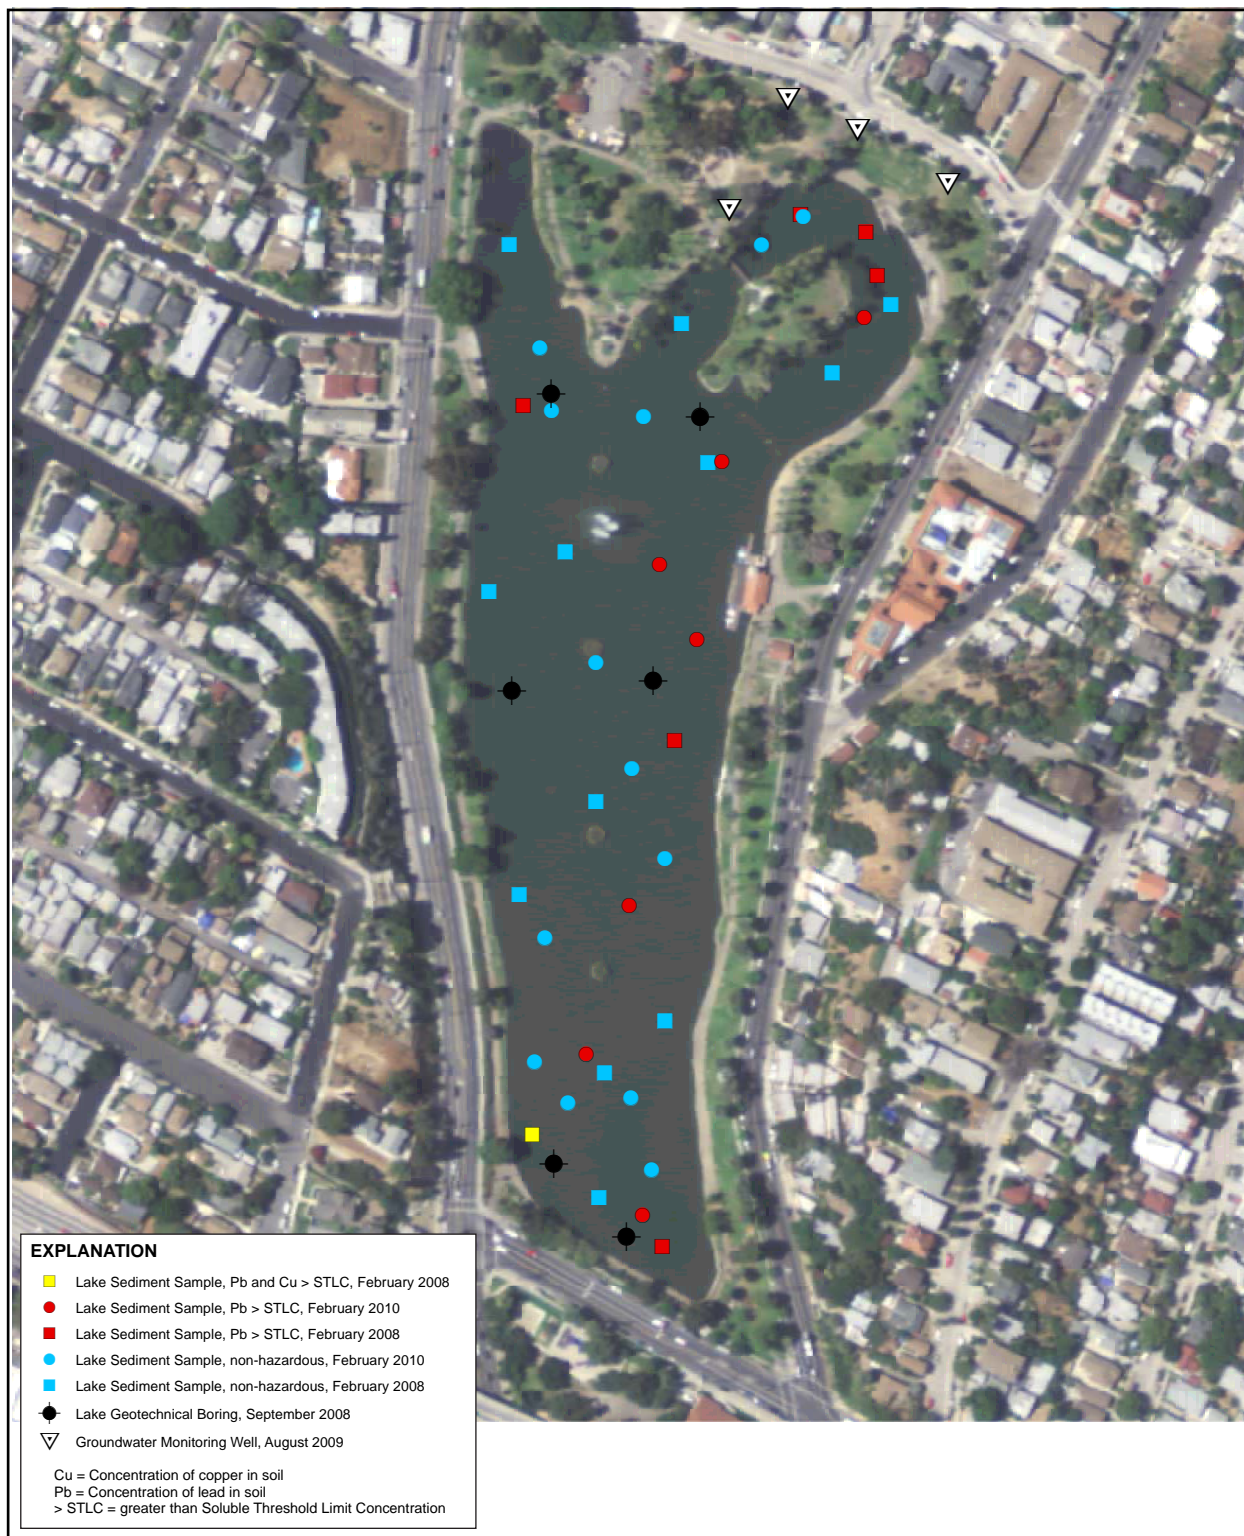 EXPLANATION
Lake Sediment Sample, Pb and Cu > STLC, February 2008
Lake Sediment Sample, Pb > STLC, February 2010
Lake Sediment Sample, Pb > STLC, February 2008
Lake Sediment Sample, non-hazardous, February 2010
Lake Sediment Sample, non-hazardous, February 2008
Lake Geotechnical Boring, September 2008
Groundwater Monitoring Well, August 2009
Cu = Concentration of copper in soil
Pb = Concentration of lead in soil
> STLC = greater than Soluble Threshold Limit Concentration